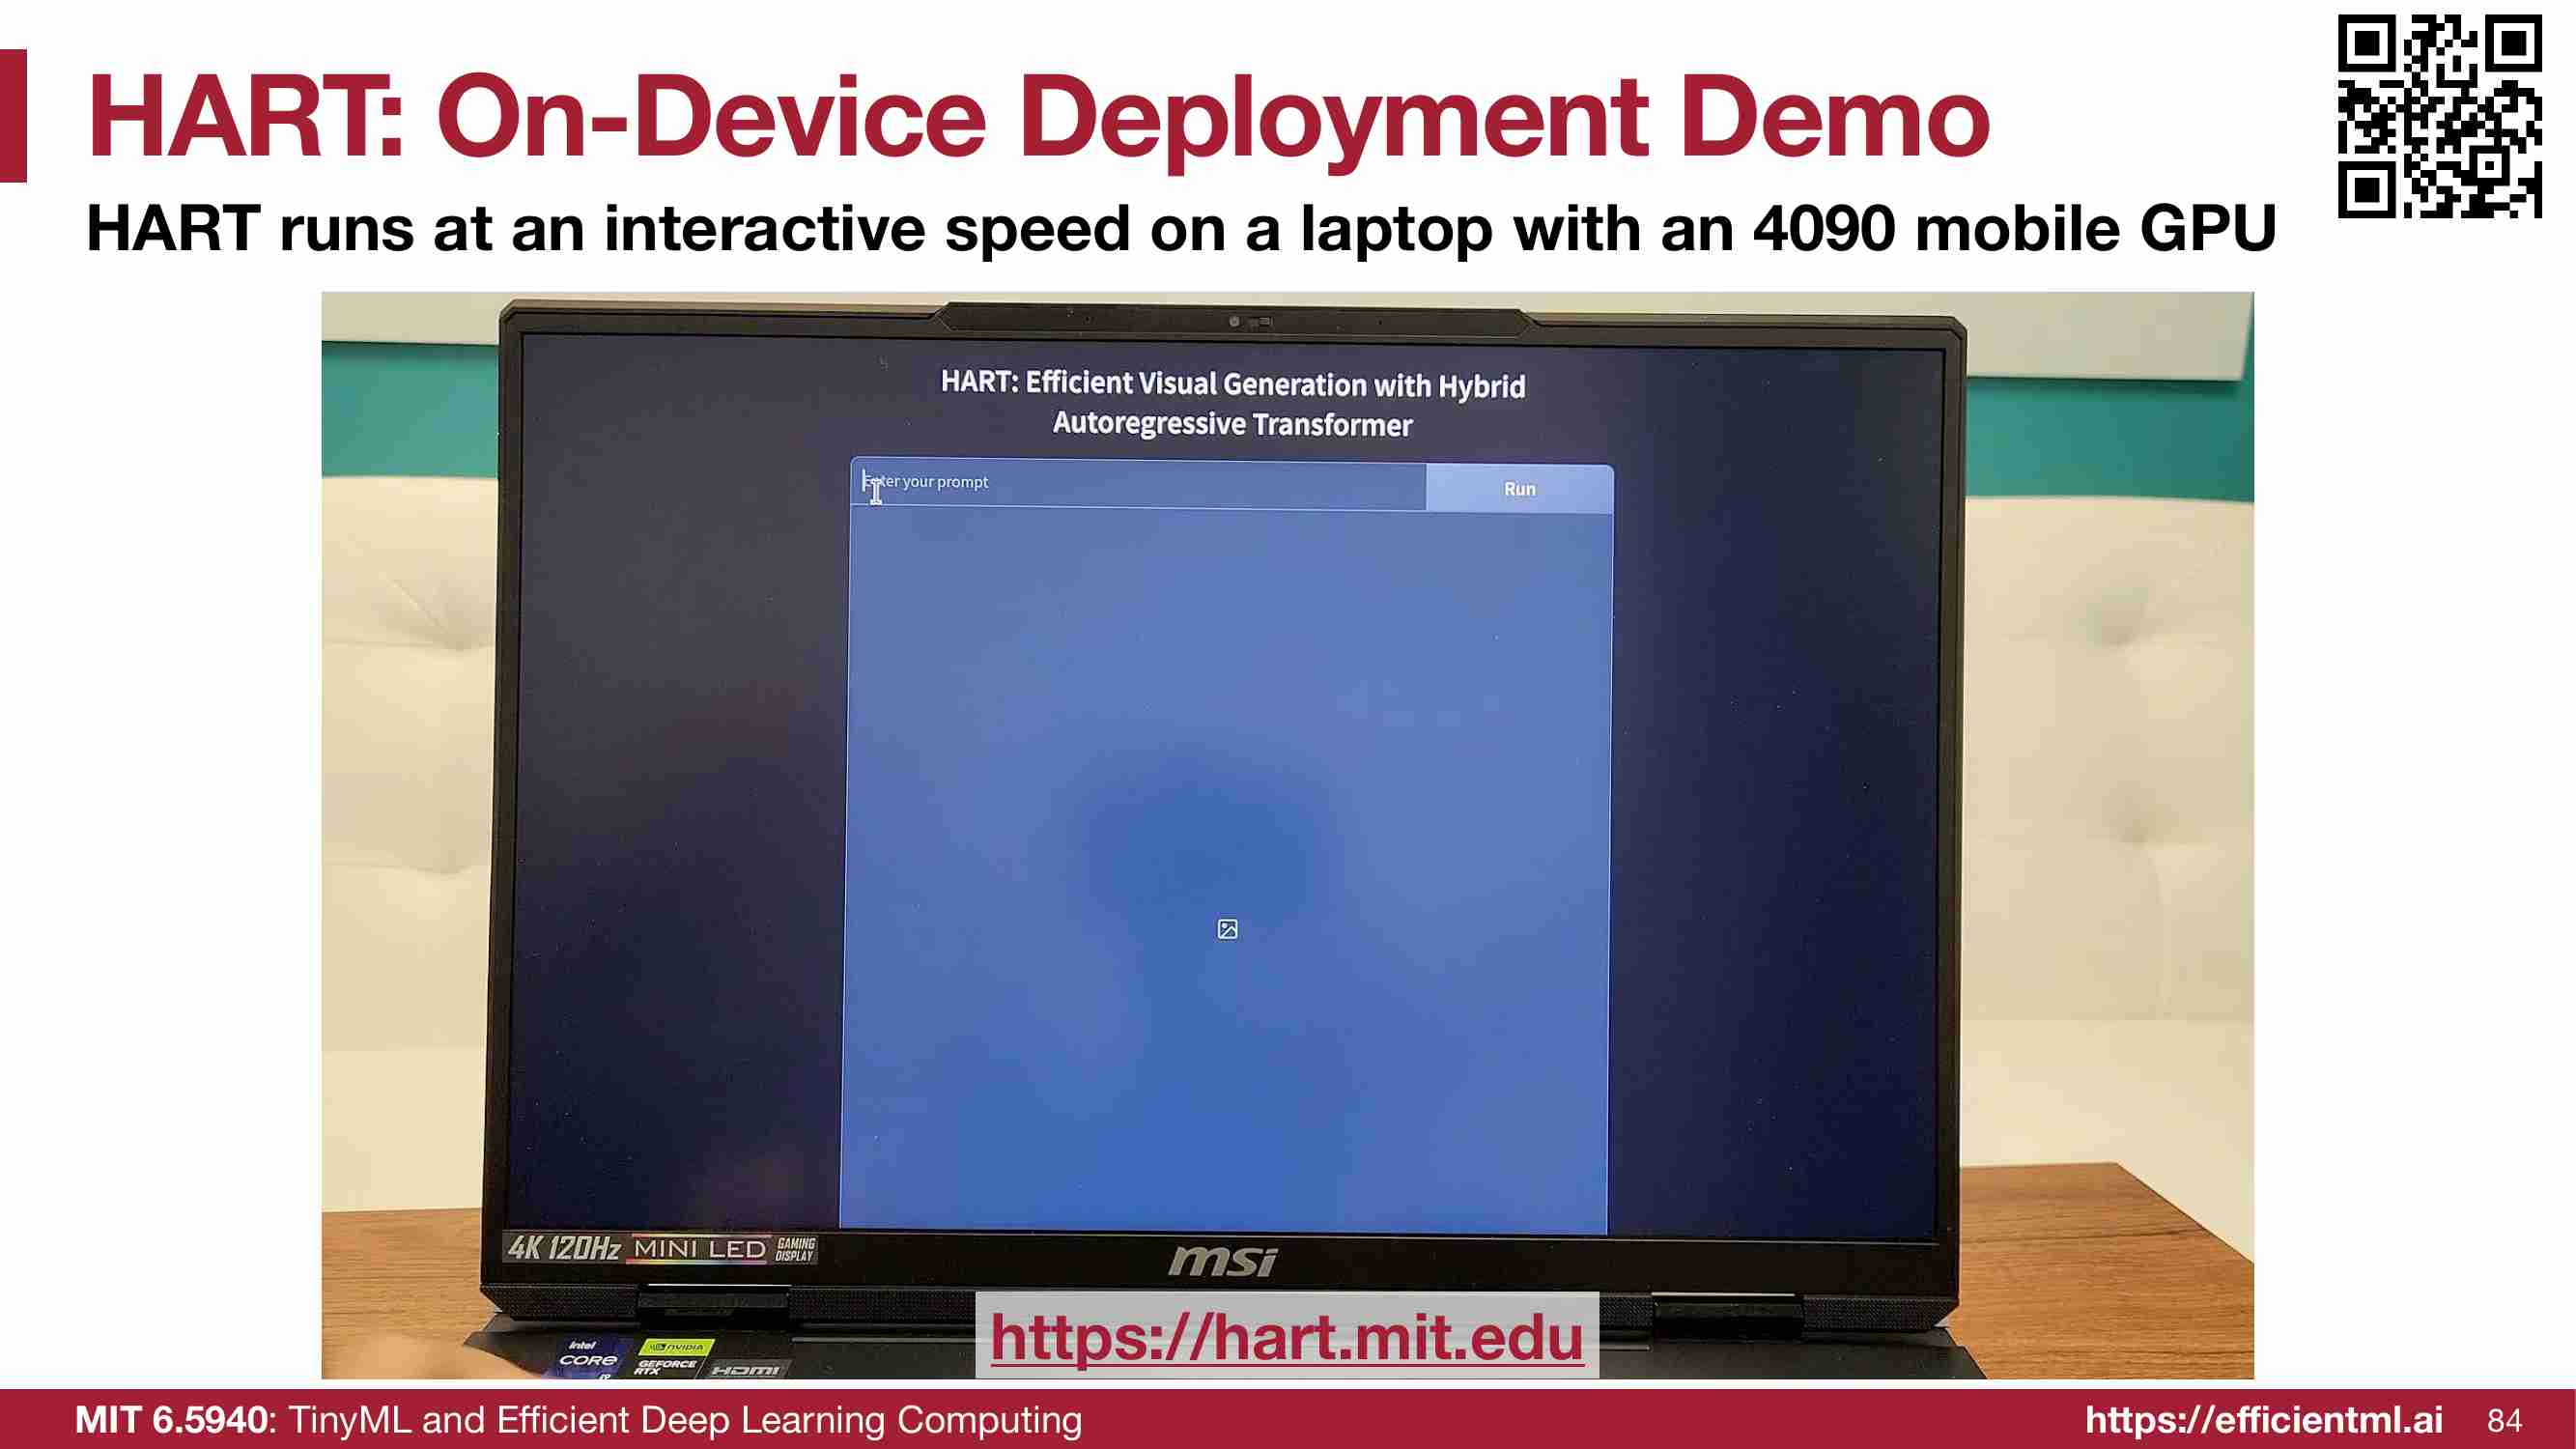 HART: On-Device Deployment Demo
HART runs at an interactive speed on a laptop with an 4090 mobile GPU
HART: Efficient Visual Generation with Hybrid
Autoregressive Transformer
Enter your prompt
Run
4K 120Hz MINI LED GAMING DISPLAY
msi
https://hart.mit.edu
intel CORE i9
NVIDIA GEFORCE RTX
HDMI
MIT 6.5940: TinyML and Efficient Deep Learning Computing
https://efficientml.ai 84